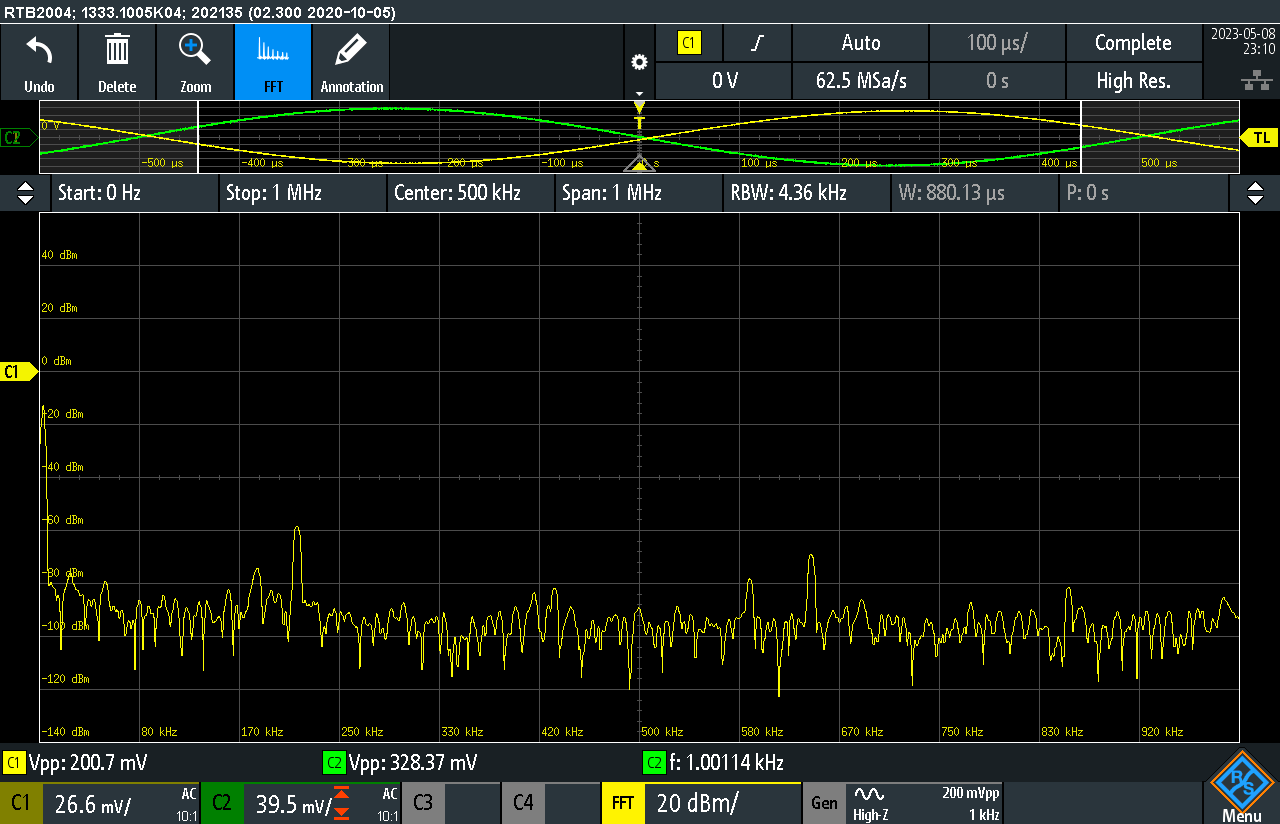 RTB2004; 1333.1005K04; 202135 (02.300 2020-10-05)
Undo Delete Zoom FFT Annotation
C1 Auto 100 µs/ Complete
0 V 62.5 MSa/s 0 s High Res.
2023-05-08
23:10
0 V
T
TL
-500 µs -400 µs 300 µs 200 µs -100 µs s 100 µs 200 µs 300 µs 400 µs 500 µs
Start: 0 Hz Stop: 1 MHz Center: 500 kHz Span: 1 MHz RBW: 4.36 kHz W: 880.13 µs P: 0 s
40 dBm
20 dBm
0 dBm
C1
-20 dBm
-40 dBm
-60 dBm
-80 dBm
-100 dBm
-120 dBm
-140 dBm 80 kHz 170 kHz 250 kHz 330 kHz 420 kHz 500 kHz 580 kHz 670 kHz 750 kHz 830 kHz 920 kHz
C1 Vpp: 200.7 mV C2 Vpp: 328.37 mV C2 f: 1.00114 kHz
C1 26.6 mV/ AC 10:1 C2 39.5 mV/ AC 10:1 C3 C4 FFT 20 dBm/ Gen High-Z 200 mVpp 1 kHz
R&S
Menu